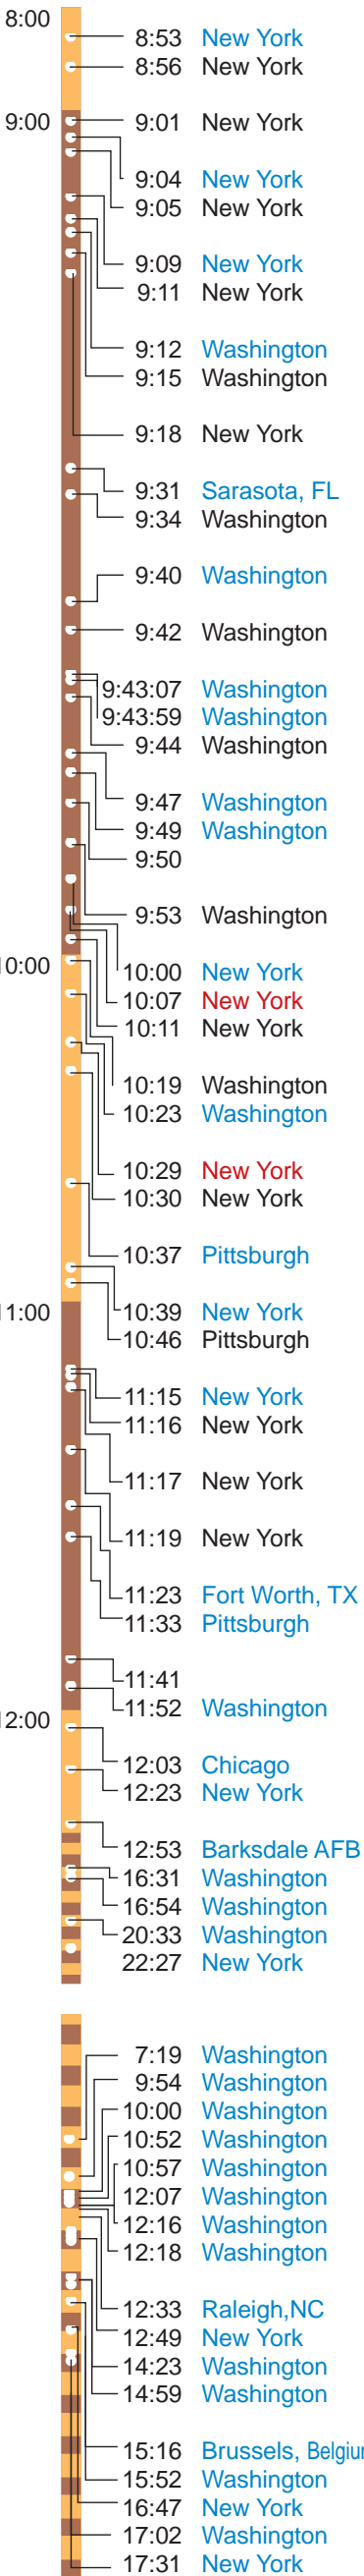 8:00
8:53 New York
8:56 New York
9:00 9:01 New York
9:04 New York
9:05 New York
9:09 New York
9:11 New York
9:12 Washington
9:15 Washington
9:18 New York
9:31 Sarasota, FL
9:34 Washington
9:40 Washington
9:42 Washington
9:43:07 Washington
9:43:59 Washington
9:44 Washington
9:47 Washington
9:49 Washington
9:50
9:53 Washington
10:00 10:00 New York
10:07 New York
10:11 New York
10:19 Washington
10:23 Washington
10:29 New York
10:30 New York
10:37 Pittsburgh
11:00 10:39 New York
10:46 Pittsburgh
11:15 New York
11:16 New York
11:17 New York
11:19 New York
11:23 Fort Worth, TX
11:33 Pittsburgh
11:41
11:52 Washington
12:00
12:03 Chicago
12:23 New York
12:53 Barksdale AFB
16:31 Washington
16:54 Washington
20:33 Washington
22:27 New York
7:19 Washington
9:54 Washington
10:00 Washington
10:52 Washington
10:57 Washington
12:07 Washington
12:16 Washington
12:18 Washington
12:33 Raleigh,NC
12:49 New York
14:23 Washington
14:59 Washington
15:16 Brussels, Belgium
15:52 Washington
16:47 New York
17:02 Washington
17:31 New York